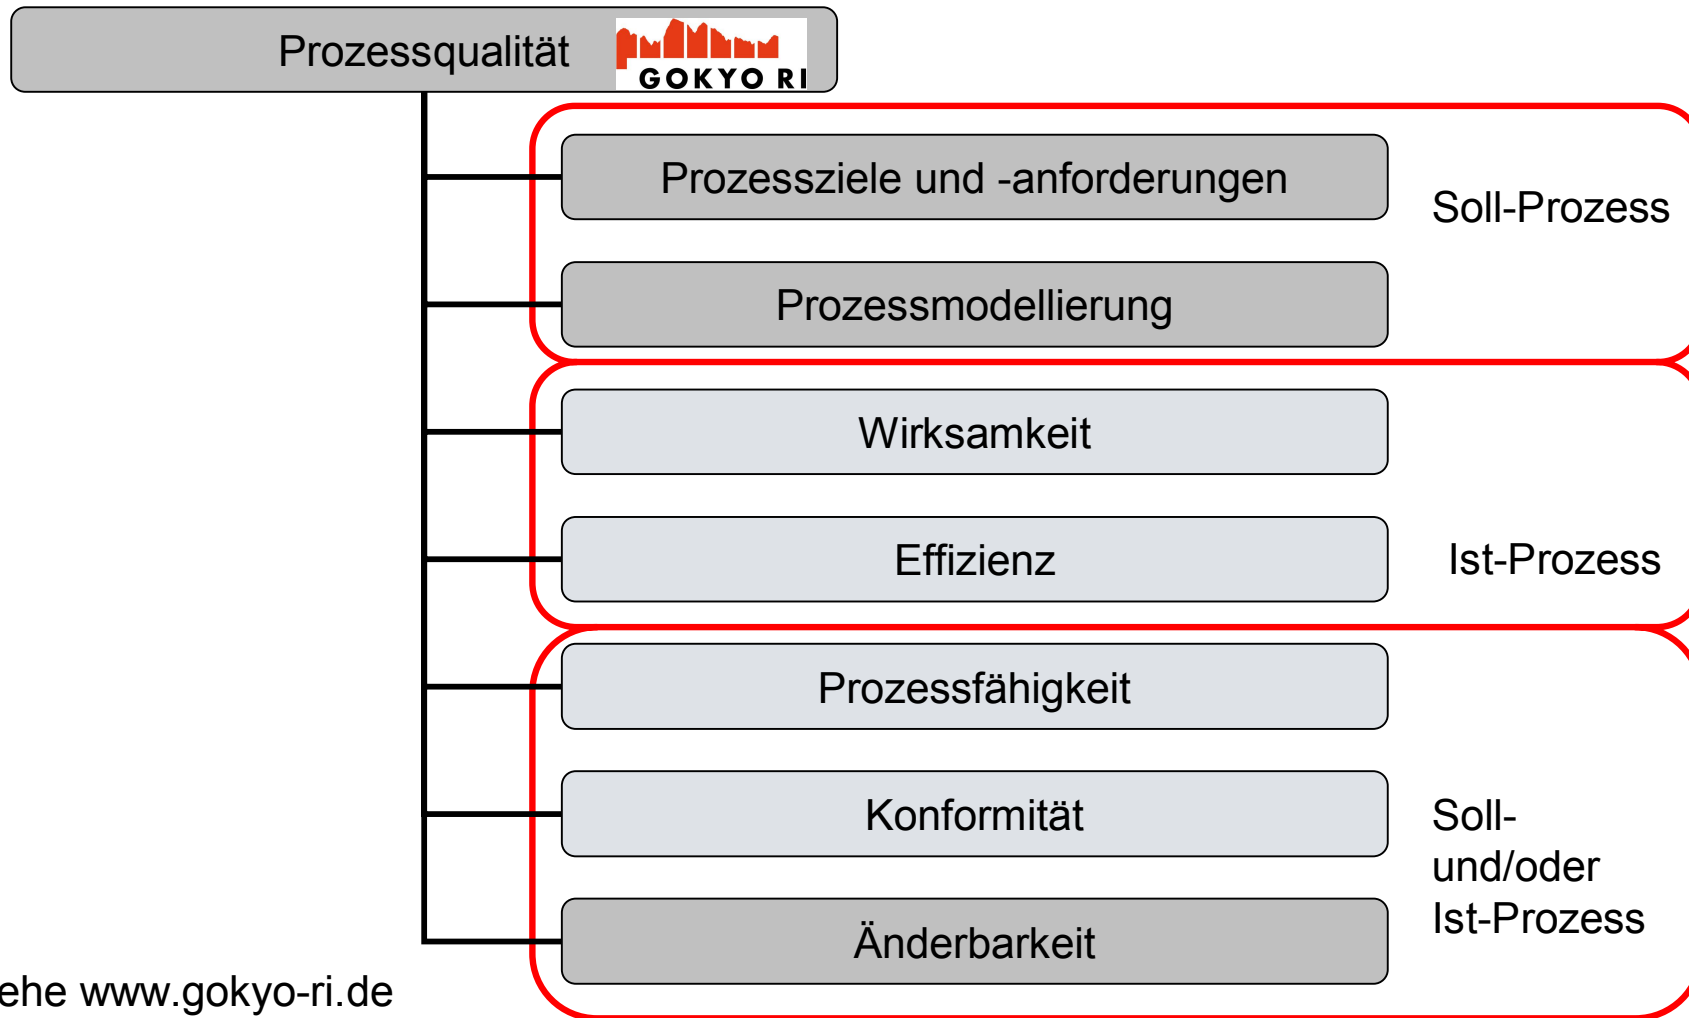 Prozessqualität
GOKYO RI
Prozessziele und -anforderungen
Soll-Prozess
Prozessmodellierung
Wirksamkeit
Effizienz
Ist-Prozess
Prozessfähigkeit
Konformität
Soll-
und/oder
Ist-Prozess
Änderbarkeit
ehe www.gokyo-ri.de